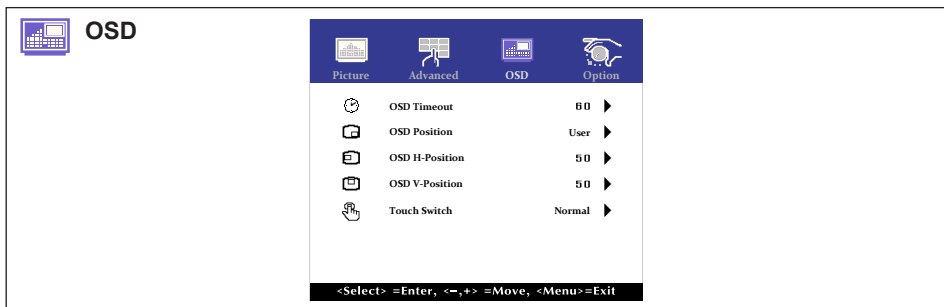 OSD
Picture Advanced OSD Option
OSD Timeout 60
OSD Position User
OSD H-Position 50
OSD V-Position 50
Touch Switch Normal
<Select> =Enter, <−,+> =Move, <Menu>=Exit